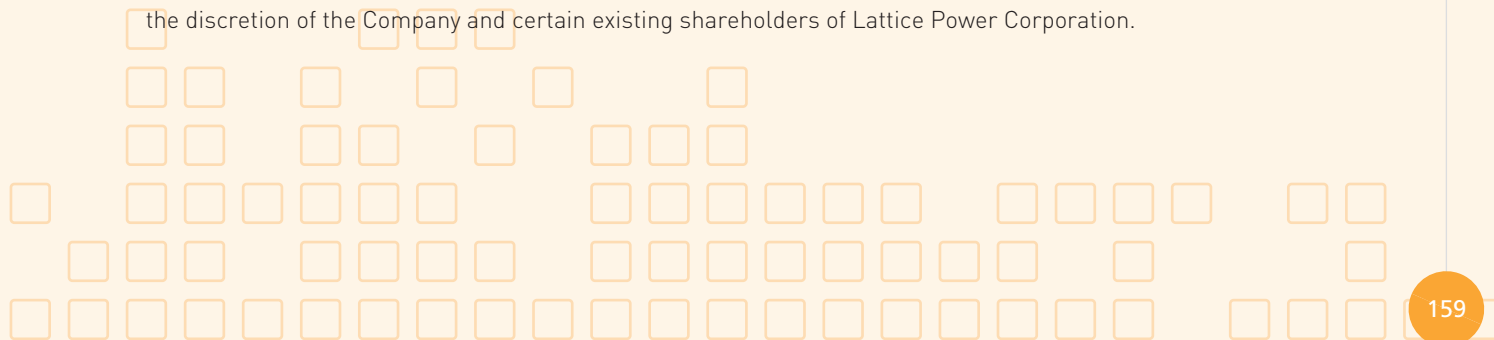 the discretion of the Company and certain existing shareholders of Lattice Power Corporation.
159